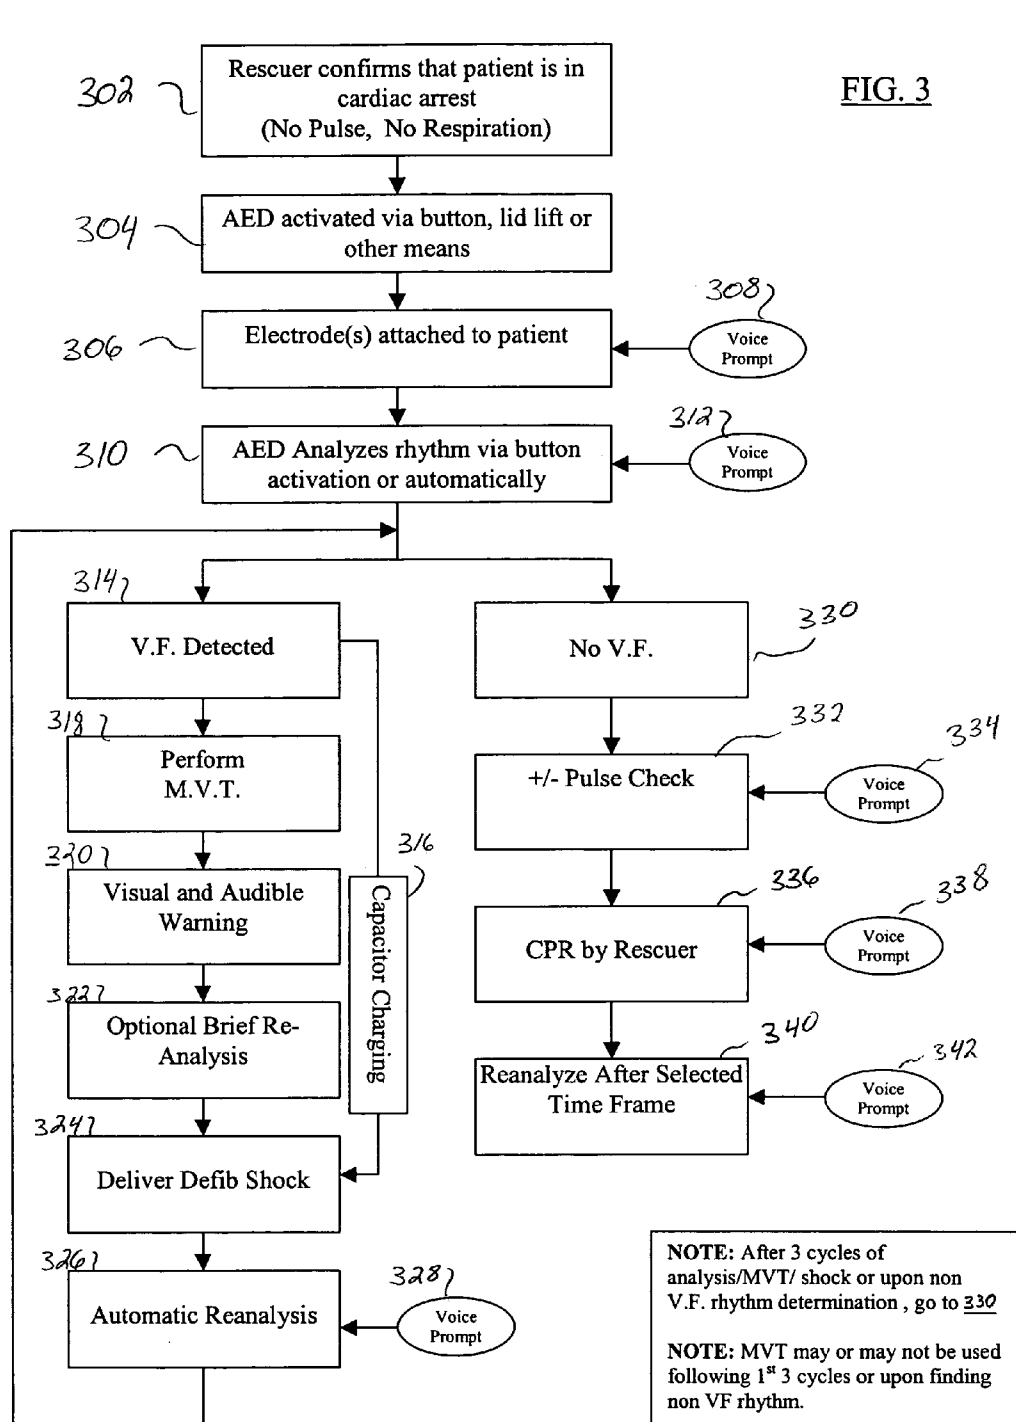 FIG. 3
302
Rescuer confirms that patient is in
cardiac arrest
(No Pulse, No Respiration)
304
AED activated via button, lid lift or
other means
308
306
Electrode(s) attached to patient
Voice
Prompt
312
310
AED Analyzes rhythm via button
activation or automatically
Voice
Prompt
314
V.F. Detected
330
No V.F.
318
Perform
M.V.T.
332
334
+/- Pulse Check
Voice
Prompt
316
Capacitor Charging
320
Visual and Audible
Warning
336
338
CPR by Rescuer
Voice
Prompt
322
Optional Brief Re-
Analysis
340
342
Reanalyze After Selected
Time Frame
Voice
Prompt
324
Deliver Defib Shock
326
328
Automatic Reanalysis
Voice
Prompt
NOTE: After 3 cycles of
analysis/MVT/ shock or upon non
V.F. rhythm determination , go to 330
NOTE: MVT may or may not be used
following 1st 3 cycles or upon finding
non VF rhythm.